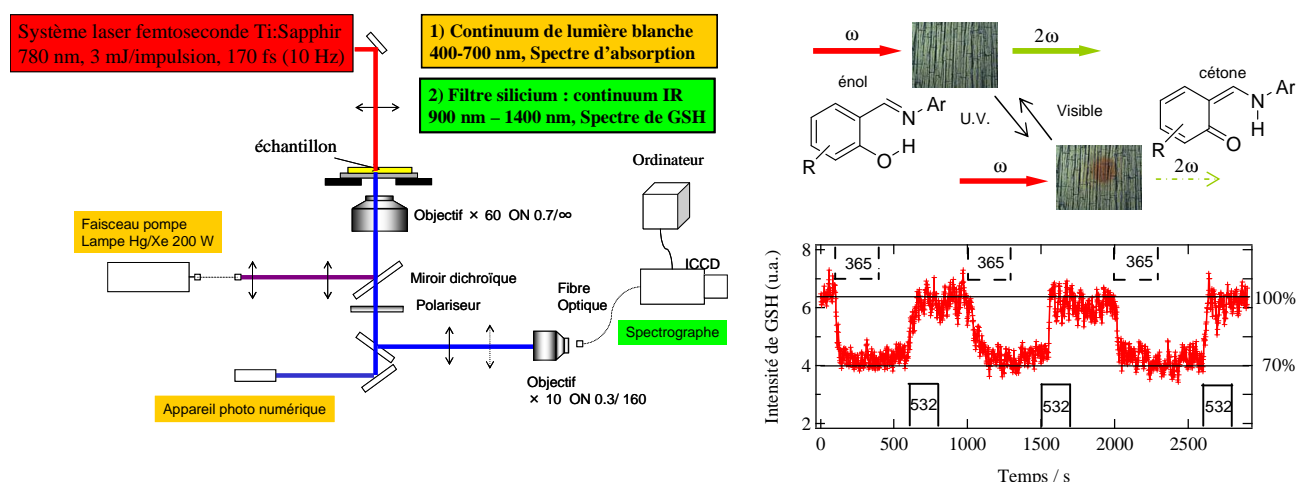 Système laser femtoseconde Ti:Sapphir
780 nm, 3 mJ/impulsion, 170 fs (10 Hz)
1) Continuum de lumière blanche
400-700 nm, Spectre d'absorption
2) Filtre silicium : continuum IR
900 nm – 1400 nm, Spectre de GSH
échantillon
Ordinateur
Objectif × 60 ON 0.7/∞
Faisceau pompe
Lampe Hg/Xe 200 W
ICCD
Miroir dichroïque
Fibre
Optique
Polariseur
Spectrographe
Objectif
× 10 ON 0.3/ 160
Appareil photo numérique
ω
2ω
énol
cétone
N
Ar
U.V.
Visible
O
H
R
N
Ar
H
O
R
ω
2ω
Intensité de GSH (u.a.)
8
6
4
2
365
365
365
100%
70%
532
532
532
0
500
1000
1500
2000
2500
Temps / s